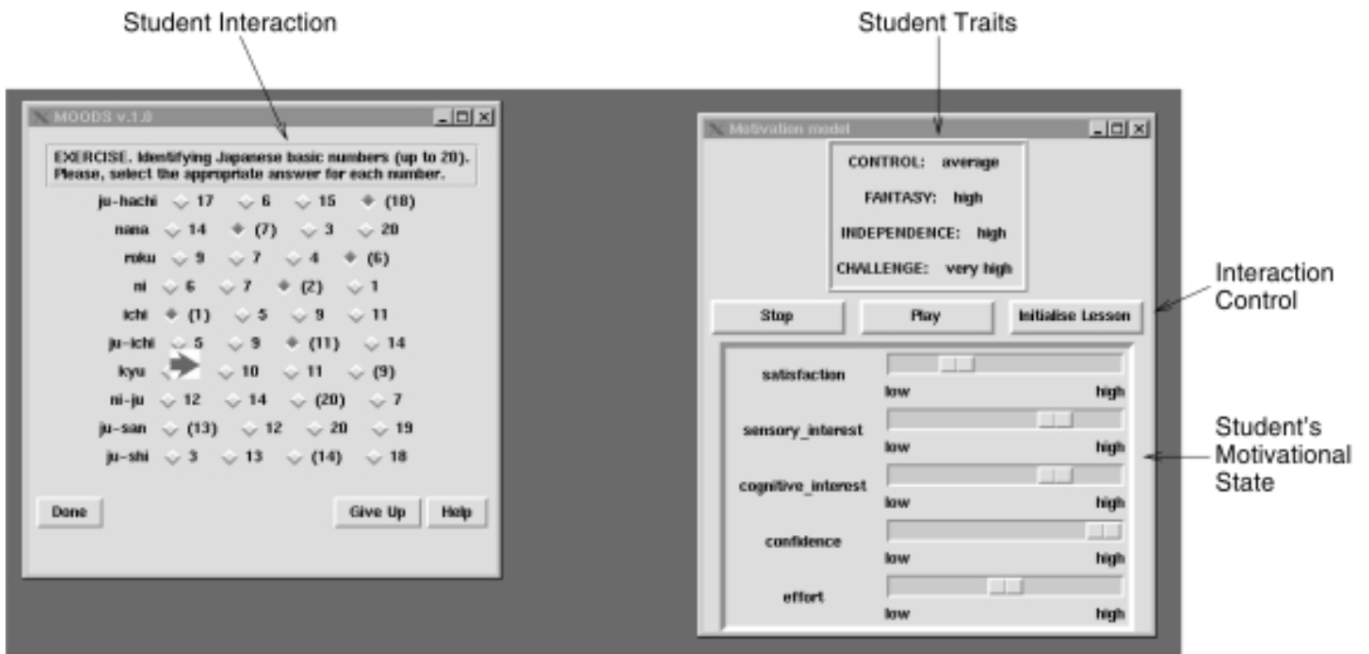 Student Interaction
Student Traits
MOODS v.1.0
EXERCISE. Identifying Japanese basic numbers (up to 20).
Please, select the appropriate answer for each number.
ju-hachi 17 6 15 (18)
nana 14 (7) 3 20
roku 9 7 4 (6)
ni 6 7 (2) 1
ichi (1) 5 9 11
ju-ichi 5 9 (11) 14
kyu 10 11 (9)
ni-ju 12 14 (20) 7
ju-san (13) 12 20 19
ju-shi 3 13 (14) 18
Done Give Up Help
Motivation model
CONTROL: average
FANTASY: high
INDEPENDENCE: high
CHALLENGE: very high
Stop Play Initialise Lesson
satisfaction
low high
sensory_interest
low high
cognitive_interest
low high
confidence
low high
effort
low high
Interaction
Control
Student's
Motivational
State